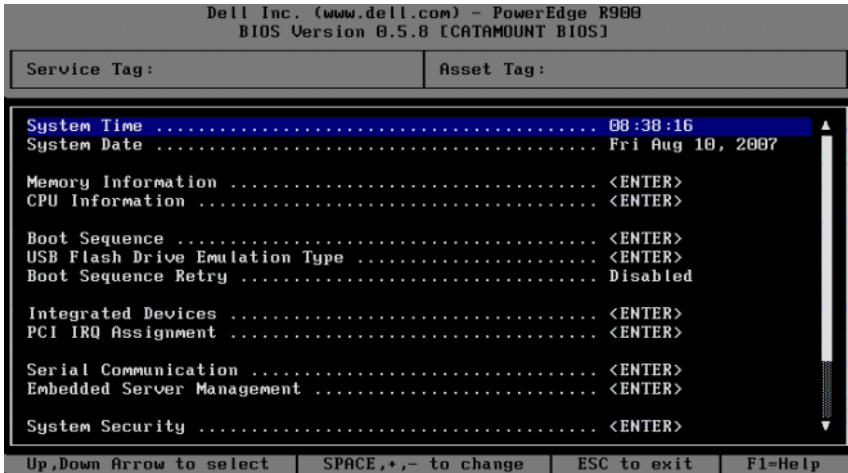 Dell Inc. (www.dell.com) - PowerEdge R900
BIOS Version 0.5.8 [CATAMOUNT BIOS]
Service Tag: Asset Tag:
System Time .......................................... 08:38:16
System Date .......................................... Fri Aug 10, 2007
Memory Information ................................... <ENTER>
CPU Information ...................................... <ENTER>
Boot Sequence ........................................ <ENTER>
USB Flash Drive Emulation Type ....................... <ENTER>
Boot Sequence Retry .................................. Disabled
Integrated Devices ................................... <ENTER>
PCI IRQ Assignment ................................... <ENTER>
Serial Communication ................................. <ENTER>
Embedded Server Management ........................... <ENTER>
System Security ...................................... <ENTER>
Up,Down Arrow to select SPACE,+,- to change ESC to exit F1=Help